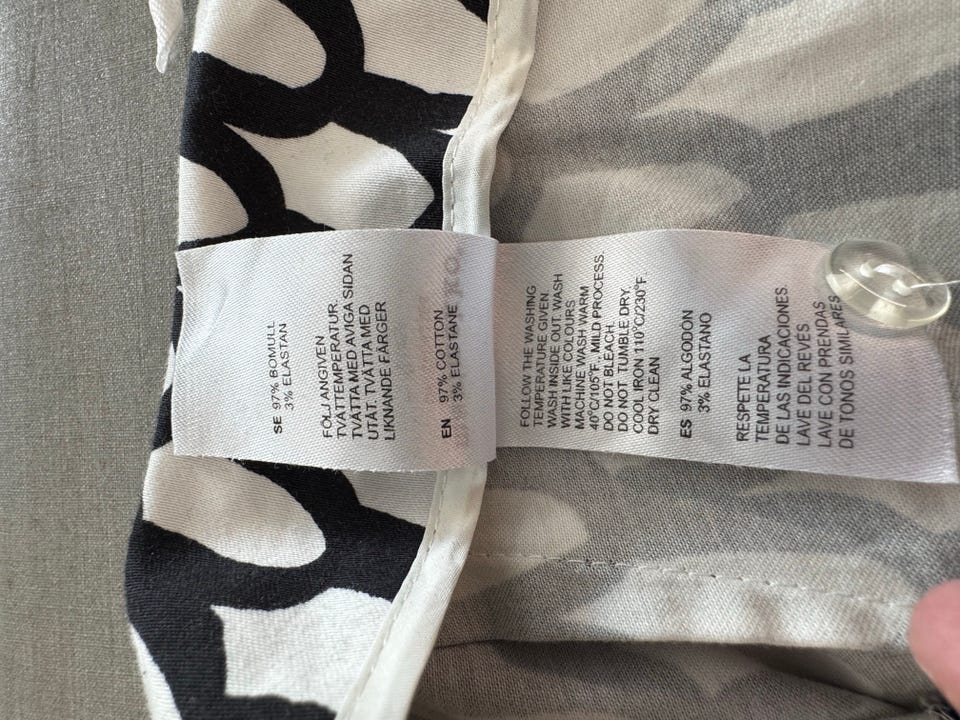 SE 97% BOMULL
3% ELASTAN
FÖLJ ANGIVEN
TVÄTTEMPERATUR.
TVÄTTA MED AVIGA SIDAN
UTÅT. TVÄTTA MED
LIKNANDE FÄRGER
EN 97% COTTON
3% ELASTANE
FOLLOW THE WASHING
TEMPERATURE GIVEN.
WASH INSIDE OUT. WASH
WITH LIKE COLOURS
MACHINE WASH WARM
40°C/105°F, MILD PROCESS.
DO NOT BLEACH.
DO NOT TUMBLE DRY.
COOL IRON 110°C/230°F.
DRY CLEAN
ES 97% ALGODÓN
3% ELASTANO
RESPETE LA
TEMPERATURA
DE LAS INDICACIONES.
LAVE DEL REVÉS
LAVE CON PRENDAS
DE TONOS SIMILARES